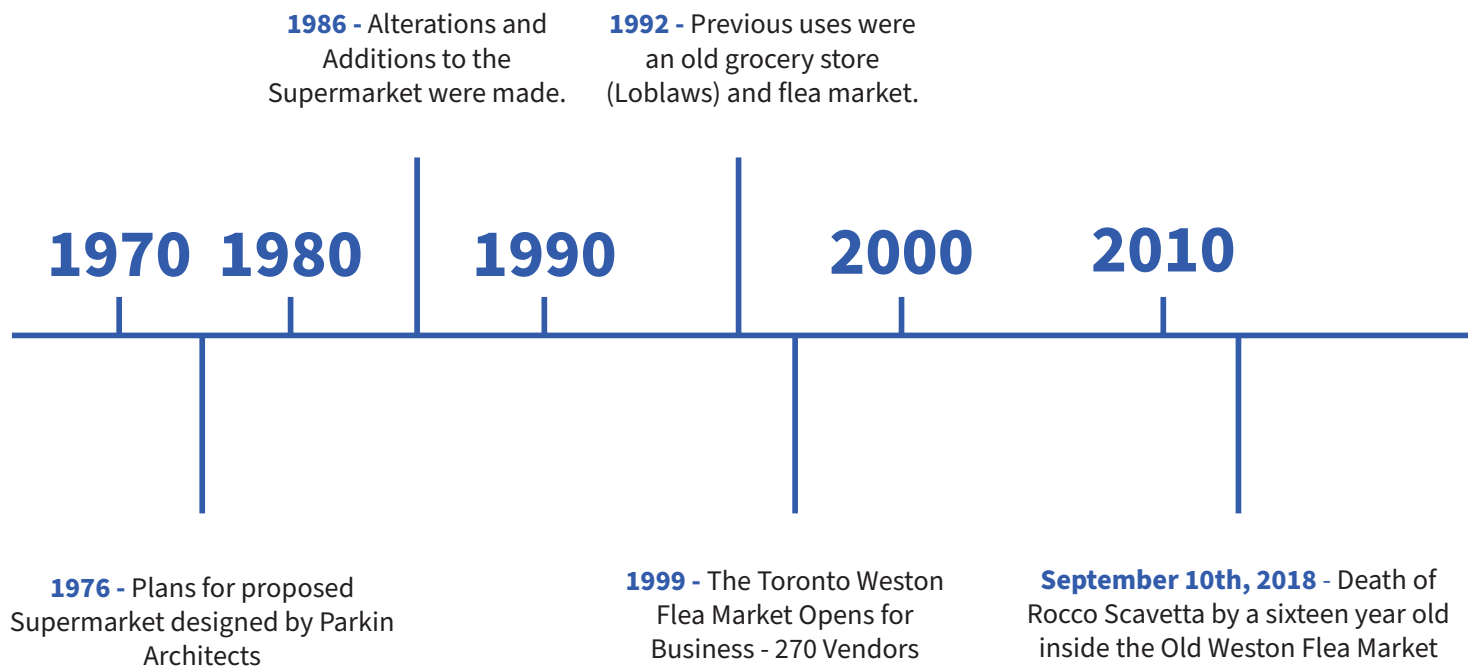 1986 - Alterations and
Additions to the
Supermarket were made.
1992 - Previous uses were
an old grocery store
(Loblaws) and flea market.
1970
1980
1990
2000
2010
1976 - Plans for proposed
Supermarket designed by Parkin
Architects
1999 - The Toronto Weston
Flea Market Opens for
Business - 270 Vendors
September 10th, 2018 - Death of
Rocco Scavetta by a sixteen year old
inside the Old Weston Flea Market